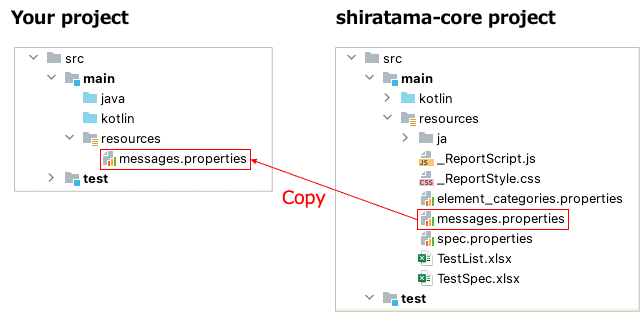 Your project
src
main
java
kotlin
resources
messages.properties
test
Copy
shiratama-core project
src
main
kotlin
resources
ja
_ReportScript.js
_ReportStyle.css
element_categories.properties
messages.properties
spec.properties
TestList.xlsx
TestSpec.xlsx
test